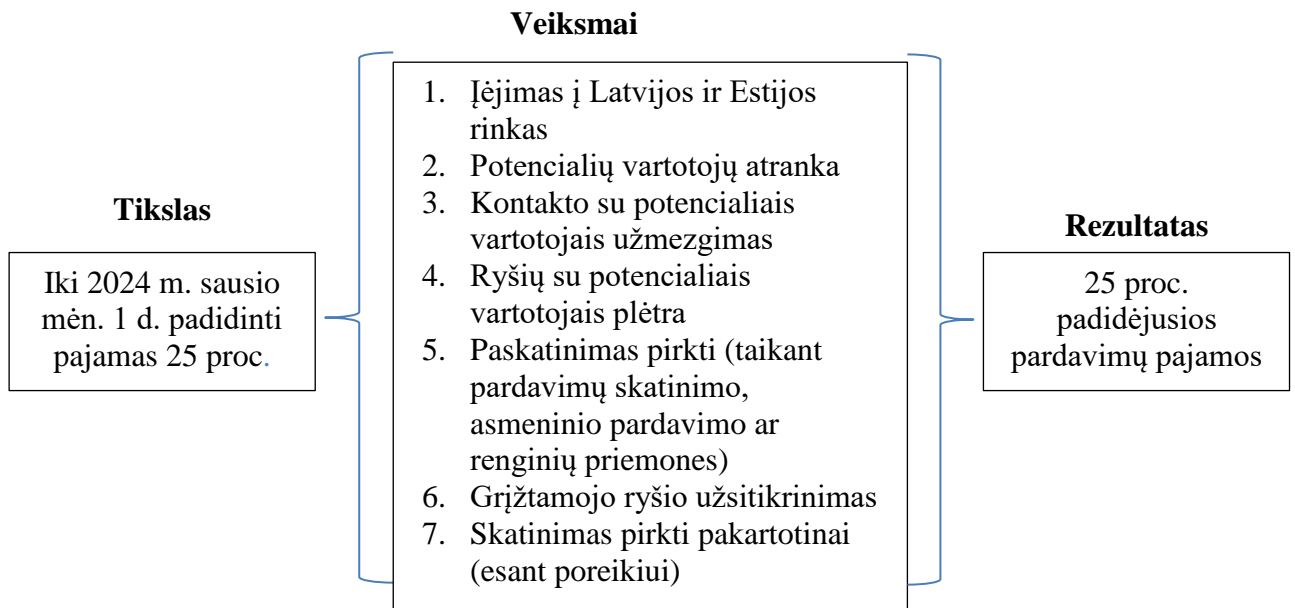 Veiksmai
Tikslas
Iki 2024 m. sausio
mėn. 1 d. padidinti
pajamas 25 proc.
1. Įėjimas į Latvijos ir Estijos
rinkas
2. Potencialių vartotojų atranka
3. Kontakto su potencialiais
vartotojais užmezgimas
4. Ryšių su potencialiais
vartotojais plėtra
5. Paskatinimas pirkti (taikant
pardavimų skatinimo,
asmeninio pardavimo ar
renginių priemones)
6. Grįžtamojo ryšio užsitikrinimas
7. Skatinimas pirkti pakartotinai
(esant poreikiui)
Rezultatas
25 proc.
padidėjusios
pardavimų pajamos